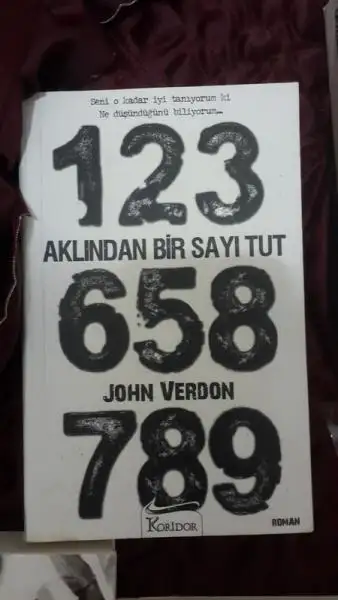 Seni o kadar iyi tanıyorum ki
Ne düşündüğünü biliyorum...
123
AKLINDAN BİR SAYI TUT
658
JOHN VERDON
789
KORİDOR
ROMAN